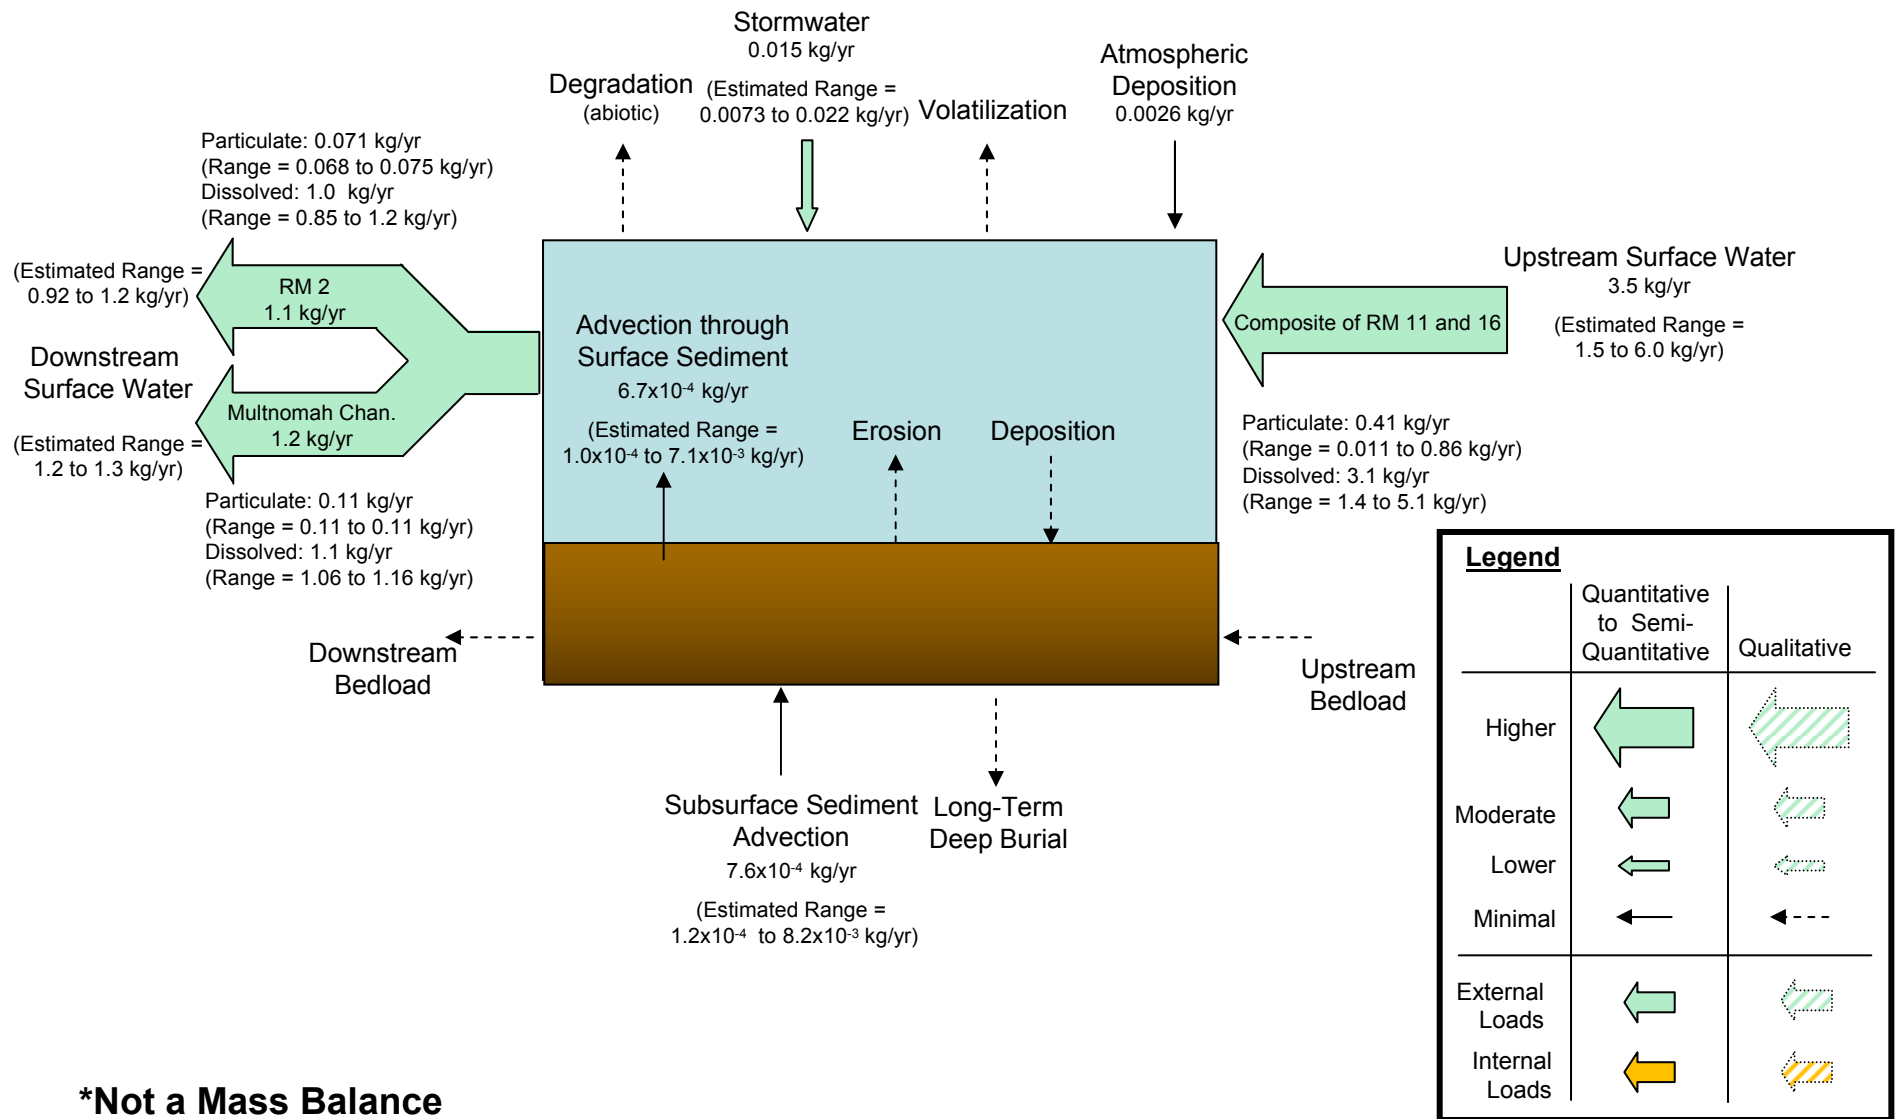 Stormwater
0.015 kg/yr
(Estimated Range =
0.0073 to 0.022 kg/yr)
Degradation
(abiotic)
Volatilization
Atmospheric
Deposition
0.0026 kg/yr
Particulate: 0.071 kg/yr
(Range = 0.068 to 0.075 kg/yr)
Dissolved: 1.0 kg/yr
(Range = 0.85 to 1.2 kg/yr)
(Estimated Range =
0.92 to 1.2 kg/yr)
RM 2
1.1 kg/yr
Downstream
Surface Water
Multnomah Chan.
1.2 kg/yr
(Estimated Range =
1.2 to 1.3 kg/yr)
Particulate: 0.11 kg/yr
(Range = 0.11 to 0.11 kg/yr)
Dissolved: 1.1 kg/yr
(Range = 1.06 to 1.16 kg/yr)
Advection through
Surface Sediment
6.7x10⁻⁴ kg/yr
(Estimated Range =
1.0x10⁻⁴ to 7.1x10⁻³ kg/yr)
Erosion
Deposition
Upstream Surface Water
3.5 kg/yr
(Estimated Range =
1.5 to 6.0 kg/yr)
Composite of RM 11 and 16
Particulate: 0.41 kg/yr
(Range = 0.011 to 0.86 kg/yr)
Dissolved: 3.1 kg/yr
(Range = 1.4 to 5.1 kg/yr)
Downstream
Bedload
Upstream
Bedload
Subsurface Sediment
Advection
7.6x10⁻⁴ kg/yr
(Estimated Range =
1.2x10⁻⁴ to 8.2x10⁻³ kg/yr)
Long-Term
Deep Burial
Legend
Quantitative
to Semi-
Quantitative
Qualitative
Higher
Moderate
Lower
Minimal
External
Loads
Internal
Loads
*Not a Mass Balance